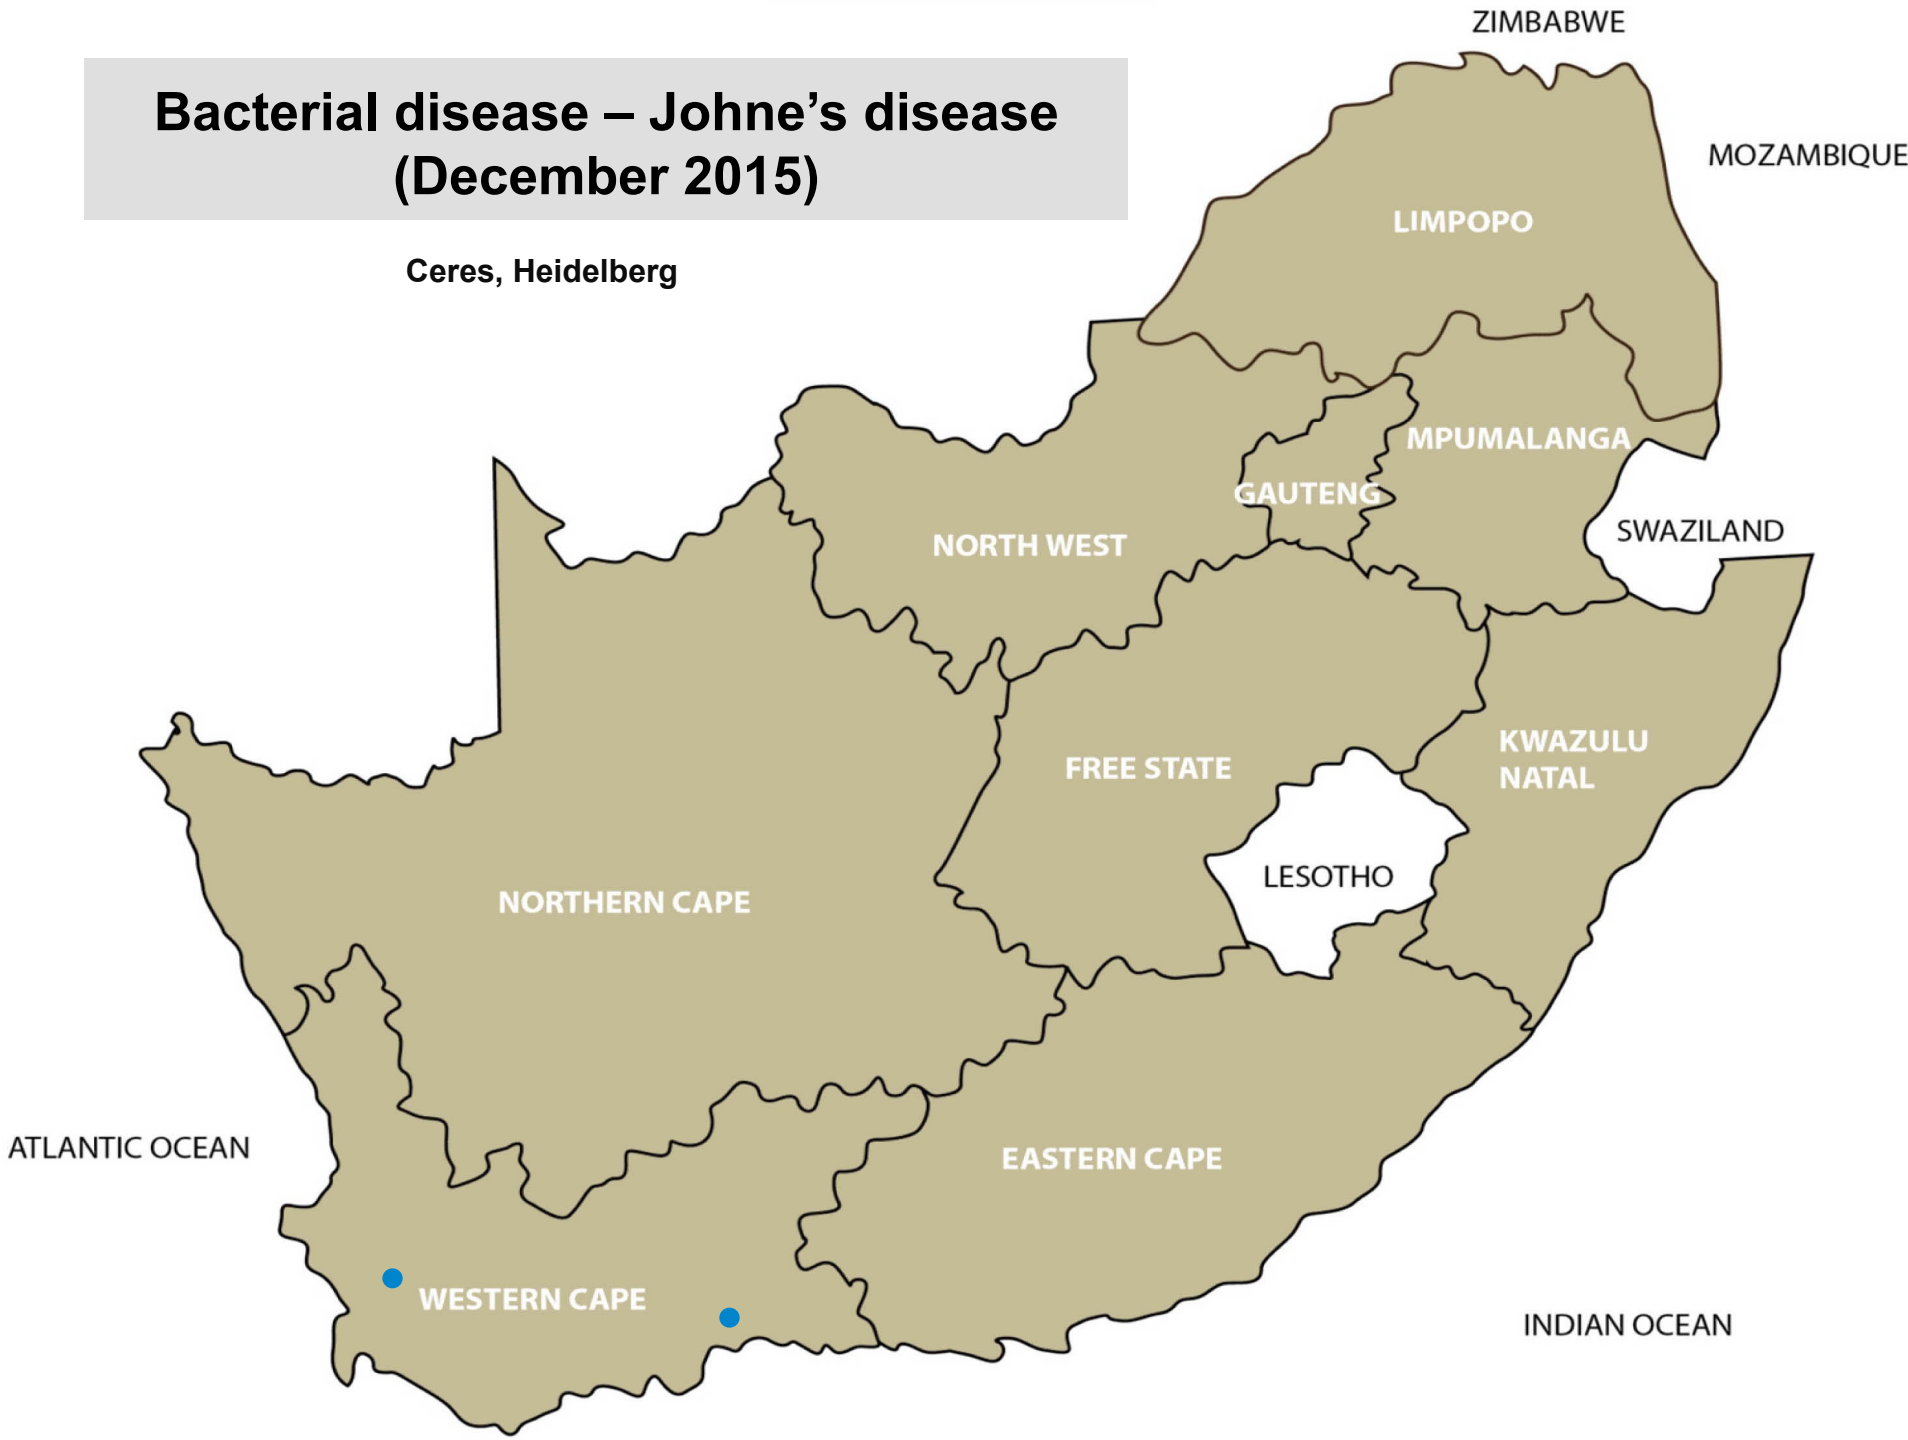 ZIMBABWE
Bacterial disease – Johne’s disease
(December 2015)
MOZAMBIQUE
LIMPOPO
Ceres, Heidelberg
MPUMALANGA
GAUTENG
SWAZILAND
NORTH WEST
KWAZULU
NATAL
FREE STATE
LESOTHO
NORTHERN CAPE
ATLANTIC OCEAN
EASTERN CAPE
WESTERN CAPE
INDIAN OCEAN